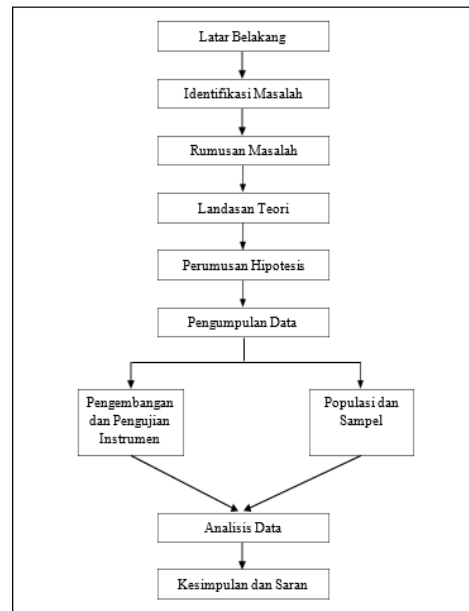 Latar Belakang
Identifikasi Masalah
Rumusan Masalah
Landasan Teori
Perumusan Hipotesis
Pengumpulan Data
Pengembangan
dan Pengujian
Instrumen
Populasi dan
Sampel
Analisis Data
Kesimpulan dan Saran